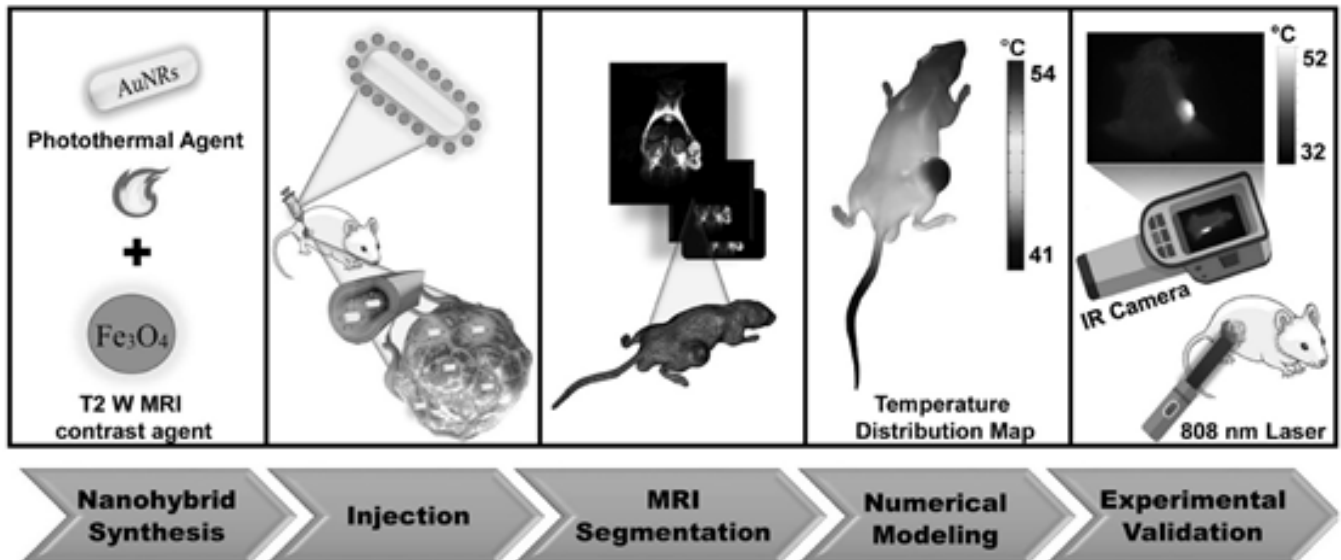 AuNRs
Photothermal Agent
+
Fe₃O₄
T2 W MRI
contrast agent
°C
54
41
Temperature
Distribution Map
°C
52
32
IR Camera
808 nm Laser
Nanohybrid
Synthesis
Injection
MRI
Segmentation
Numerical
Modeling
Experimental
Validation